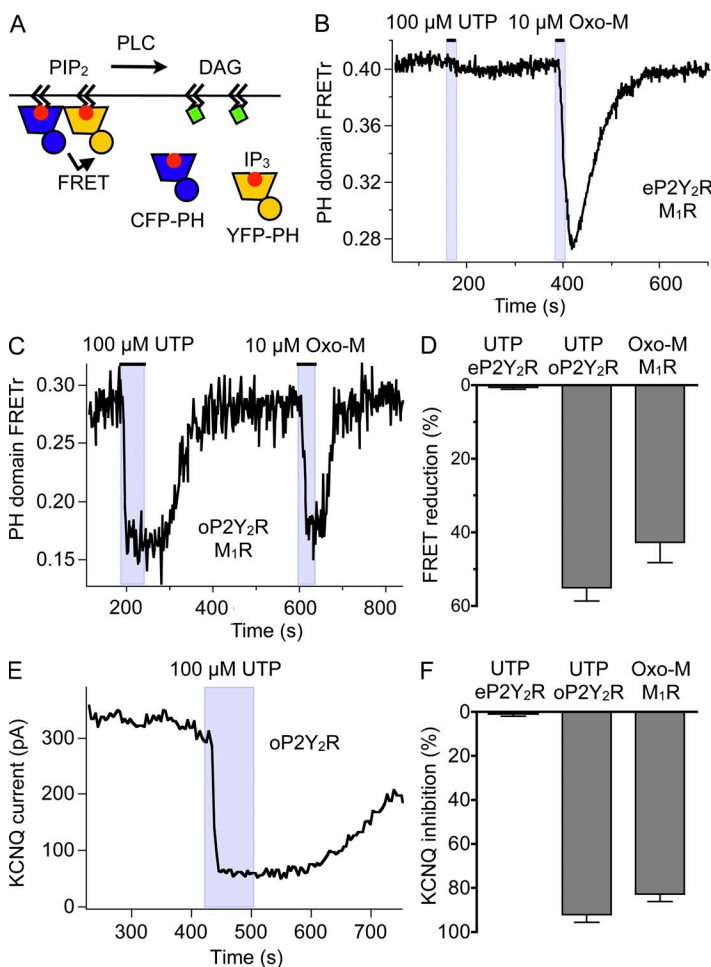 A
PIP2 PLC DAG
FRET
CFP-PH
IP3
YFP-PH
B
100 µM UTP 10 µM Oxo-M
PH domain FRETr
0.40
0.36
0.32
0.28
eP2Y2R
M1R
200 400 600
Time (s)
C
100 µM UTP 10 µM Oxo-M
PH domain FRETr
0.30
0.25
0.20
0.15
oP2Y2R
M1R
200 400 600 800
Time (s)
D
UTP UTP Oxo-M
eP2Y2R oP2Y2R M1R
FRET reduction (%)
0
20
40
60
E
100 µM UTP
KCNQ current (pA)
300
200
100
0
oP2Y2R
300 400 500 600 700
Time (s)
F
UTP UTP Oxo-M
eP2Y2R oP2Y2R M1R
KCNQ inhibition (%)
0
20
40
60
80
100